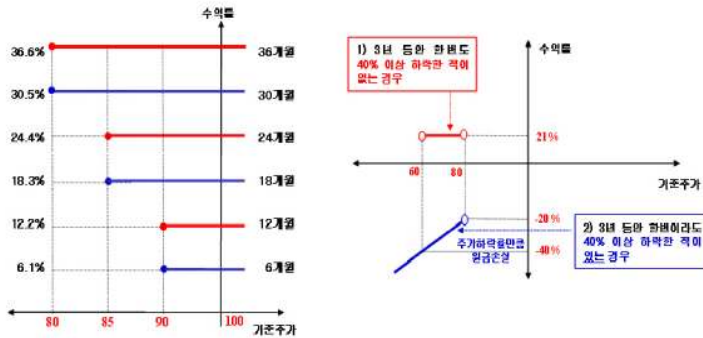 수익률
36.6%
36개월
30.5%
30개월
24.4%
24개월
18.3%
18개월
12.2%
12개월
6.1%
6개월
80
85
90
100
기준주가
수익률
1) 3년 동안 한번도
40% 이상 하락한 적이
없는 경우
21%
60
80
기준주가
-20%
-40%
주가하락율만큼
원금손실
2) 3년 동안 한번이라도
40% 이상 하락한 적이
있는 경우